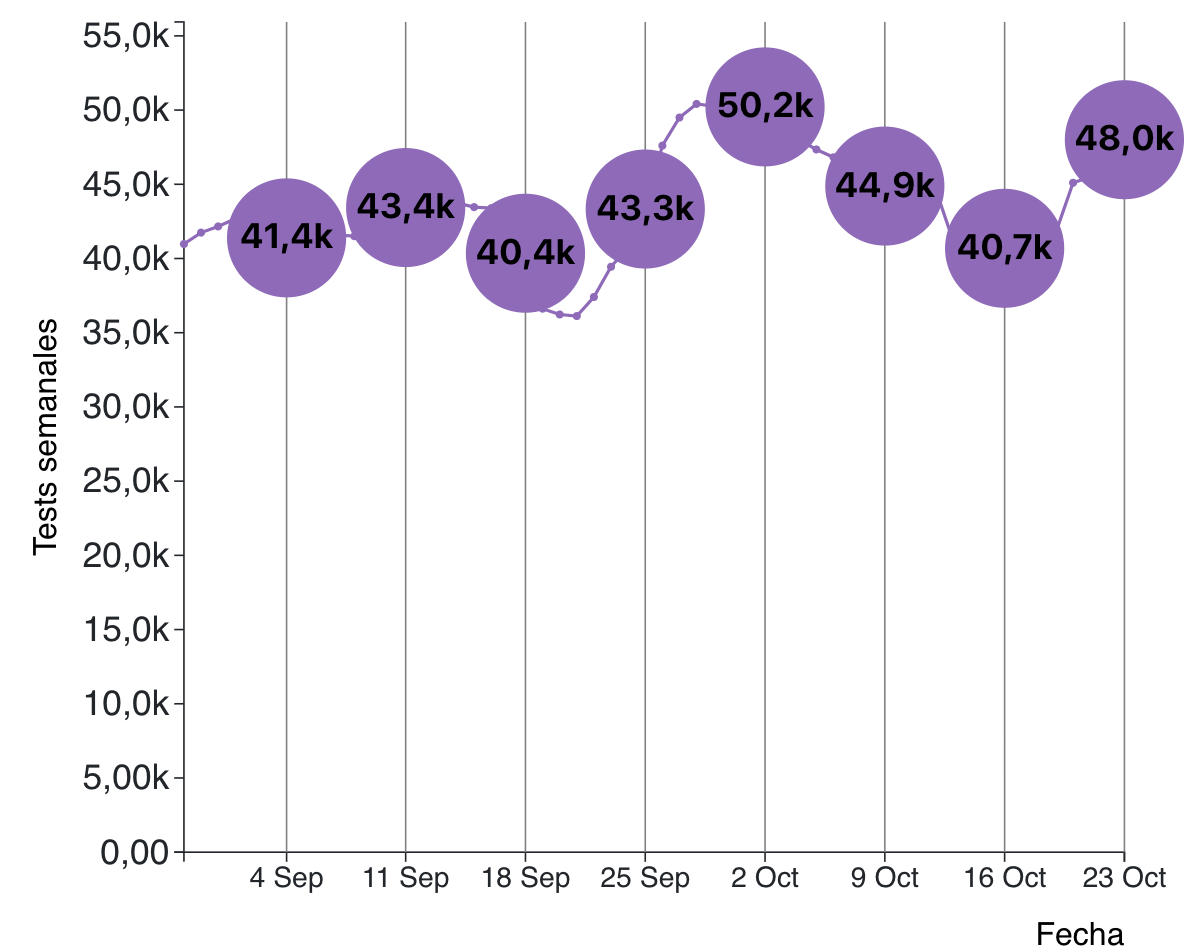 55,0k
50,0k
45,0k
40,0k
35,0k
30,0k
25,0k
20,0k
15,0k
10,0k
5,00k
0,00
Tests semanales
41,4k
43,4k
40,4k
43,3k
50,2k
44,9k
40,7k
48,0k
4 Sep
11 Sep
18 Sep
25 Sep
2 Oct
9 Oct
16 Oct
23 Oct
Fecha